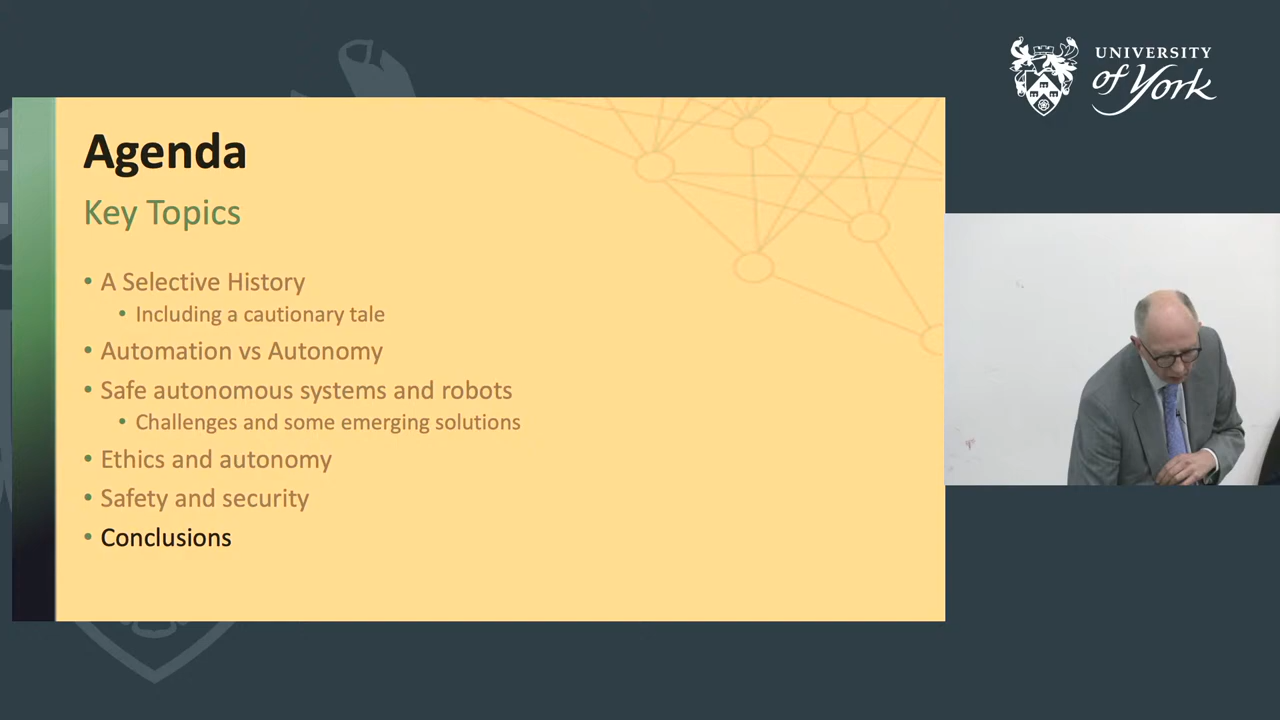 UNIVERSITY
of York
Agenda
Key Topics
• A Selective History
• Including a cautionary tale
• Automation vs Autonomy
• Safe autonomous systems and robots
• Challenges and some emerging solutions
• Ethics and autonomy
• Safety and security
• Conclusions